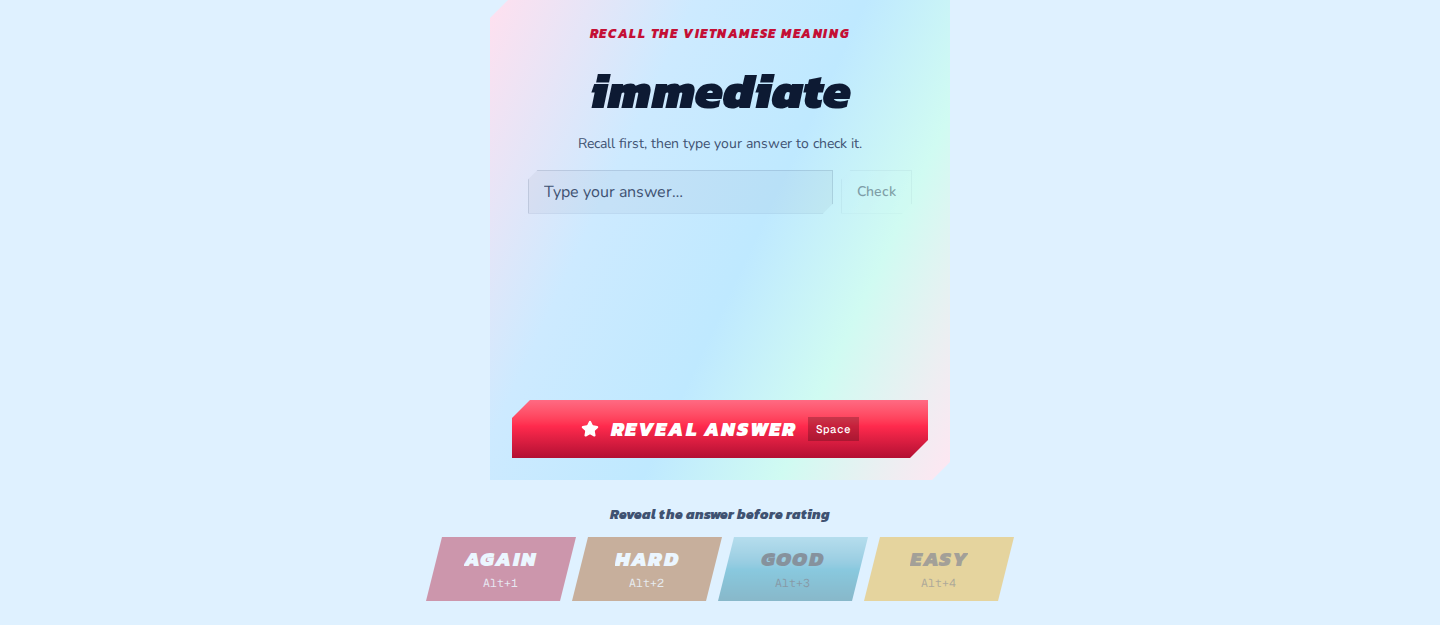 RECALL THE VIETNAMESE MEANING
immediate
Recall first, then type your answer to check it.
Type your answer... Check
REVEAL ANSWER Space
Reveal the answer before rating
AGAIN HARD GOOD EASY
Alt+1 Alt+2 Alt+3 Alt+4